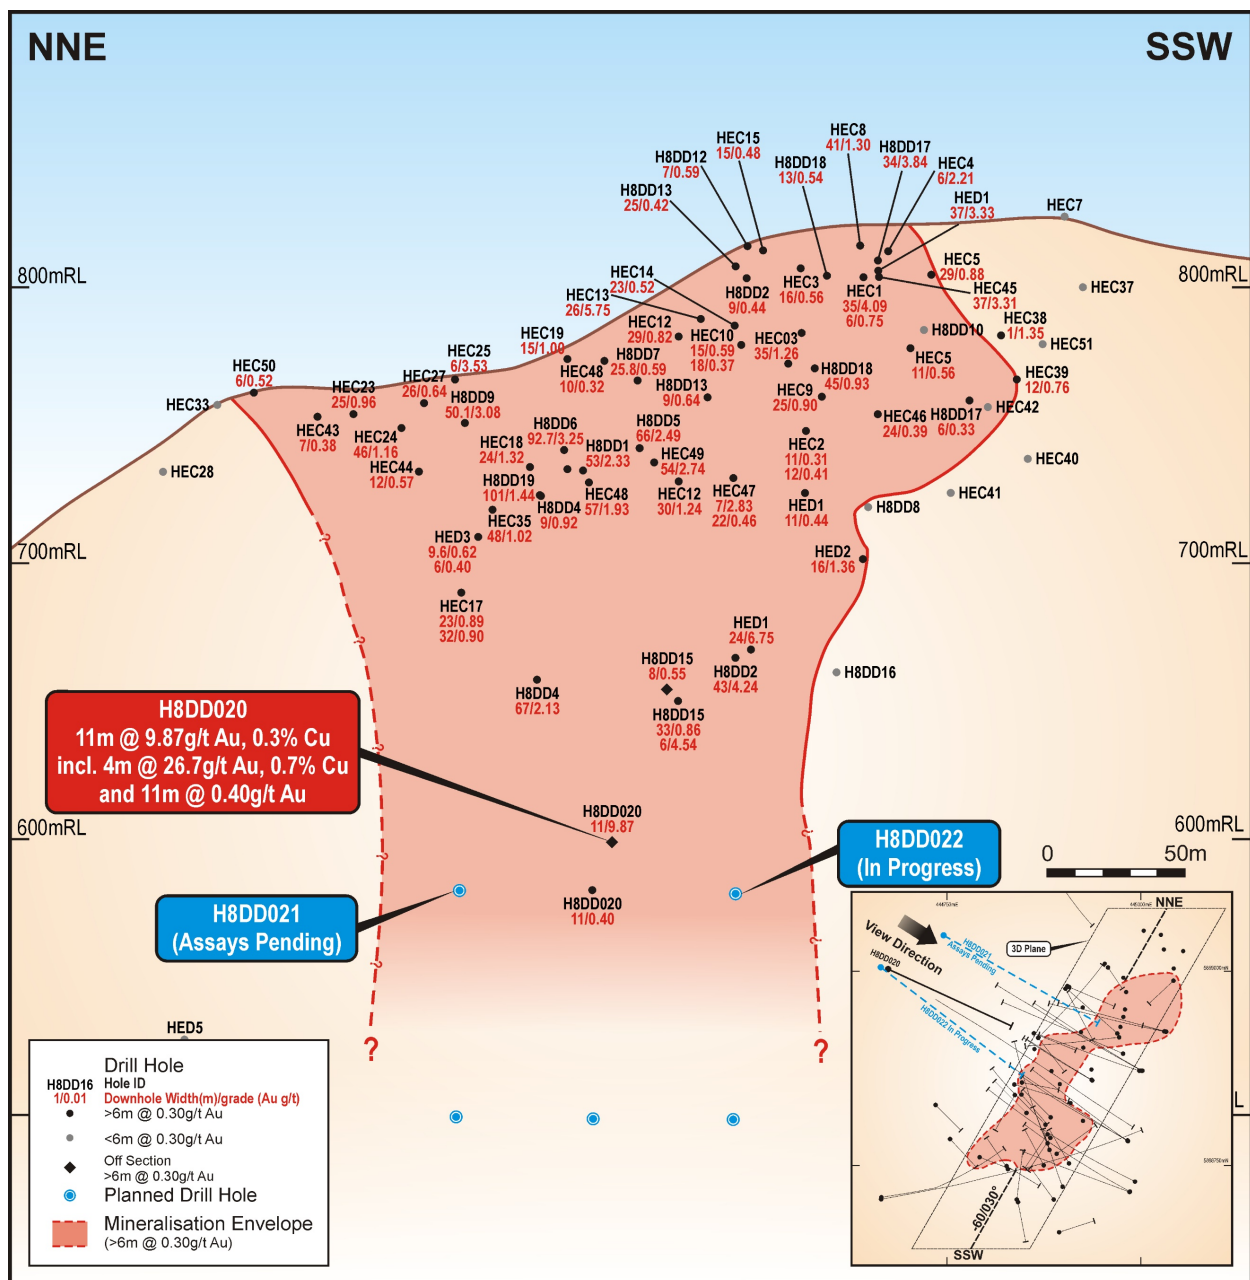 NNE
SSW
HEC8
41/1.30
HEC15
15/0.48
H8DD17
34/3.84
H8DD12
7/0.59
H8DD18
13/0.54
HEC4
6/2.21
H8DD13
25/0.42
HED1
37/3.33
HEC7
800mRL
800mRL
HEC14
23/0.52
HEC5
29/0.88
HEC3
16/0.56
HEC1
35/4.09
6/0.75
H8DD2
9/0.44
HEC45
37/3.31
HEC37
HEC13
26/5.75
HEC38
1/1.35
HEC12
29/0.82
HEC10
15/0.59
18/0.37
HEC03
35/1.26
H8DD10
HEC51
HEC19
15/1.00
HEC25
6/3.53
H8DD7
25.8/0.59
HEC5
11/0.56
HEC50
6/0.52
HEC48
10/0.32
H8DD18
45/0.93
HEC39
12/0.76
HEC27
26/0.64
HEC23
25/0.96
H8DD9
50.1/3.08
H8DD13
9/0.64
HEC9
25/0.90
HEC33
HEC42
HEC43
7/0.38
HEC24
46/1.16
H8DD6
92.7/3.25
H8DD5
66/2.49
HEC46
24/0.39
H8DD17
6/0.33
HEC18
24/1.32
H8DD1
53/2.33
HEC49
54/2.74
HEC2
11/0.31
12/0.41
HEC28
HEC44
12/0.57
HEC40
H8DD19
101/1.44
HEC48
57/1.93
HEC12
30/1.24
HEC47
7/2.83
22/0.46
HED1
11/0.44
HEC41
H8DD4
9/0.92
H8DD8
HEC35
48/1.02
HED3
9.6/0.62
6/0.40
700mRL
700mRL
HED2
16/1.36
?
HEC17
23/0.89
32/0.90
HED1
24/6.75
?
H8DD15
8/0.55
H8DD2
43/4.24
H8DD16
H8DD4
67/2.13
H8DD15
33/0.86
6/4.54
H8DD020
11m @ 9.87g/t Au, 0.3% Cu
incl. 4m @ 26.7g/t Au, 0.7% Cu
and 11m @ 0.40g/t Au
?
H8DD020
11/9.87
600mRL
600mRL
?
?
H8DD022
(In Progress)
0 50m
H8DD021
(Assays Pending)
H8DD020
11/0.40
?
?
HED5
?
?
Drill Hole
H8DD16 Hole ID
1/0.01 Downhole Width(m)/grade (Au g/t)
>6m @ 0.30g/t Au
<6m @ 0.30g/t Au
Off Section
>6m @ 0.30g/t Au
Planned Drill Hole
Mineralisation Envelope
(>6m @ 0.30g/t Au)
NNE
View Direction
3D Plane
H8DD021
Assays Pending
H8DD020
H8DD022 In Progress
-60/030°
SSW
L